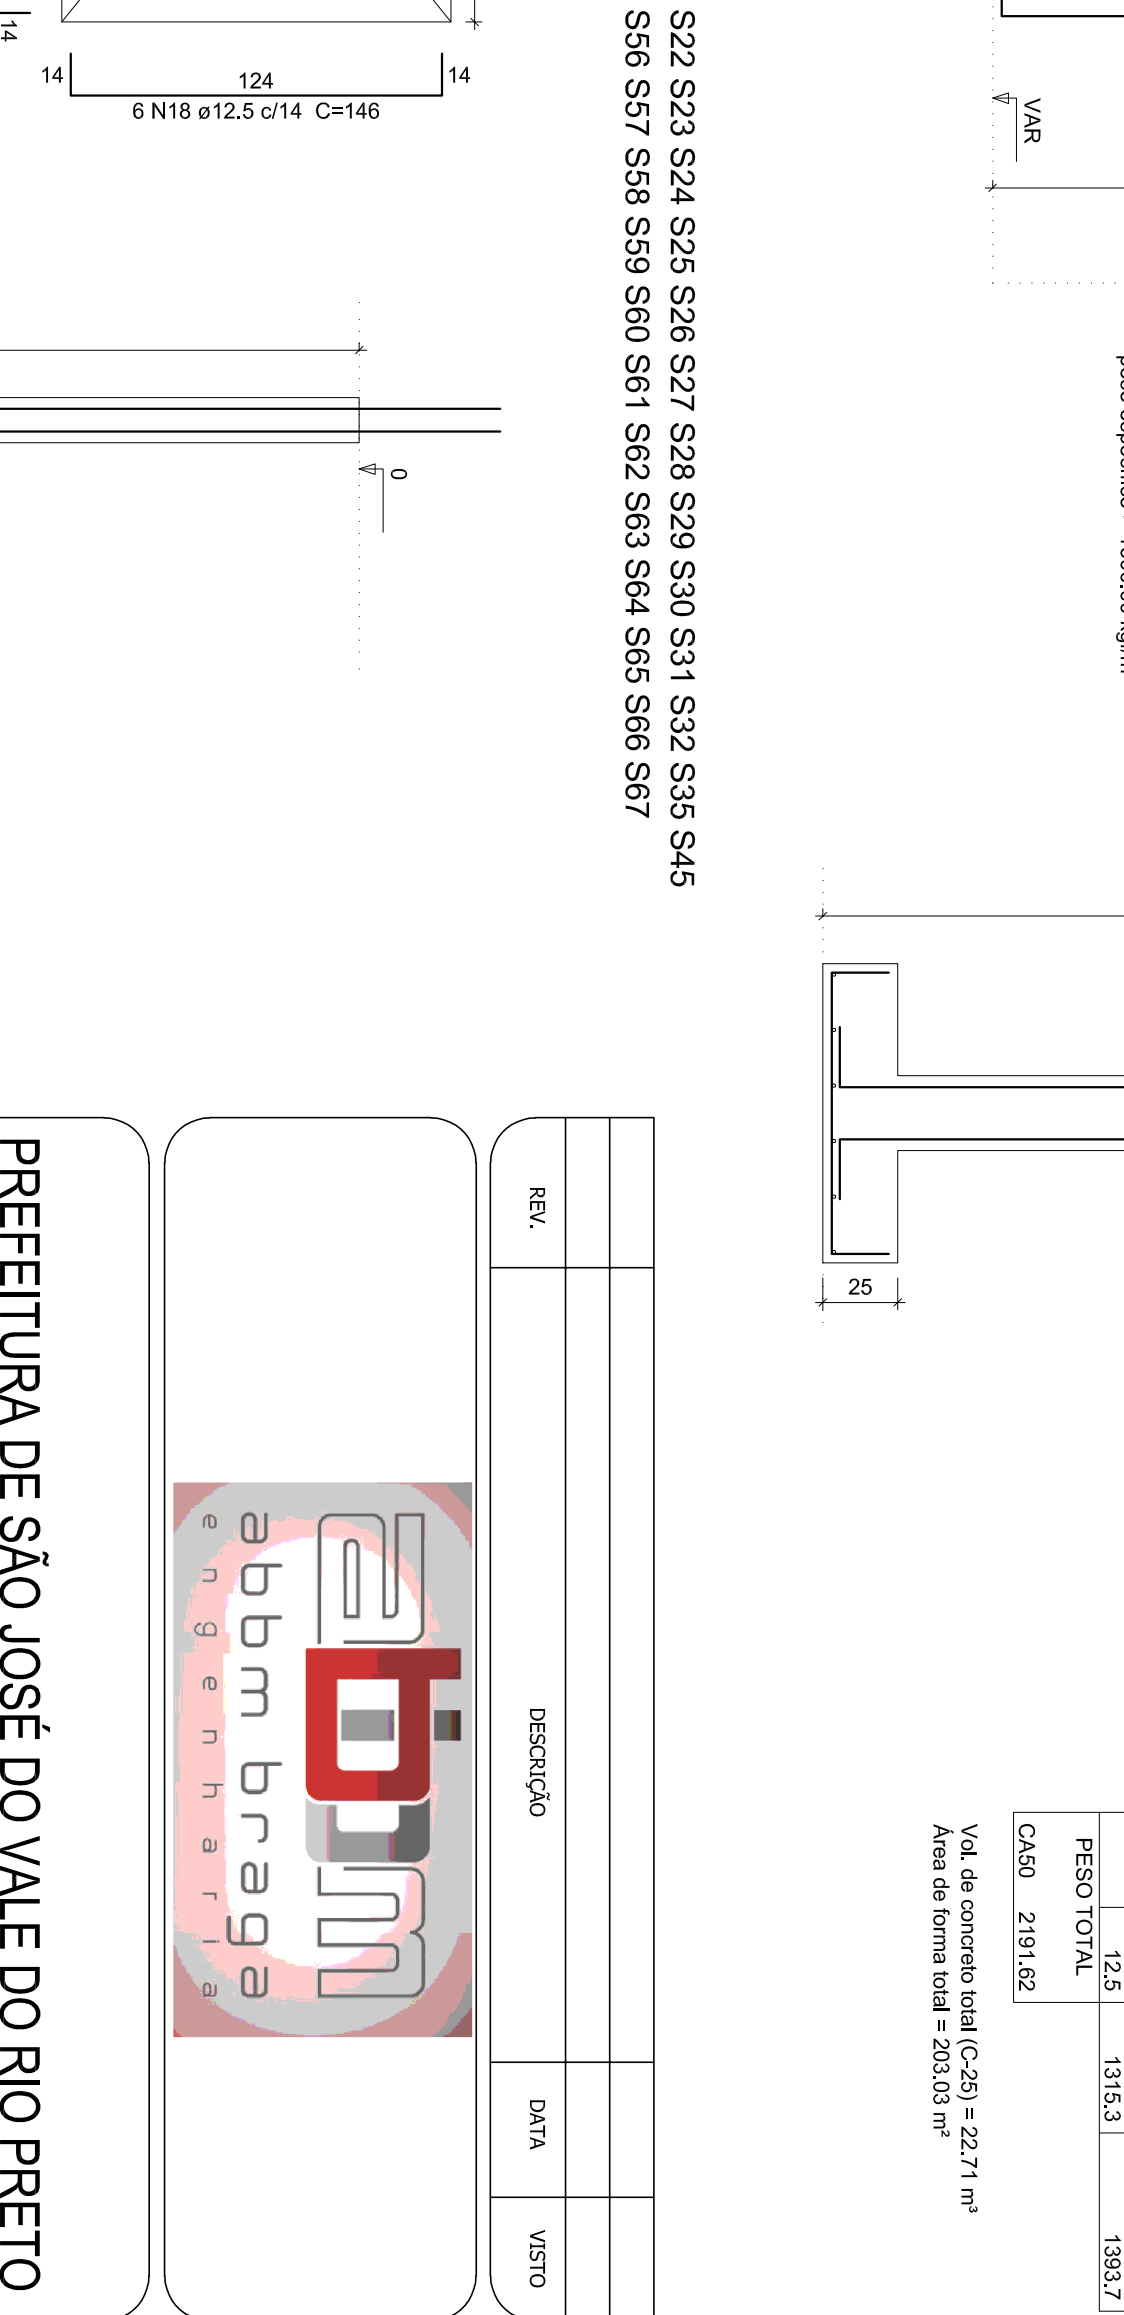 14
14
124
14
6 N18 ø12.5 c/14 C=146
VAR
S22 S23 S24 S25 S26 S27 S28 S29 S30 S31 S32 S35 S45
S56 S57 S58 S59 S60 S61 S62 S63 S64 S65 S66 S67
0
25
12.5 1315.3 1393.7
PESO TOTAL
CA50 2191.62
Vol. de concreto total (C-25) = 22.71 m³
Área de forma total = 203.03 m²
REV. DESCRIÇÃO DATA VISTO
abbm braga
engenharia
PREFEITURA DE SÃO JOSÉ DO VALE DO RIO PRETO